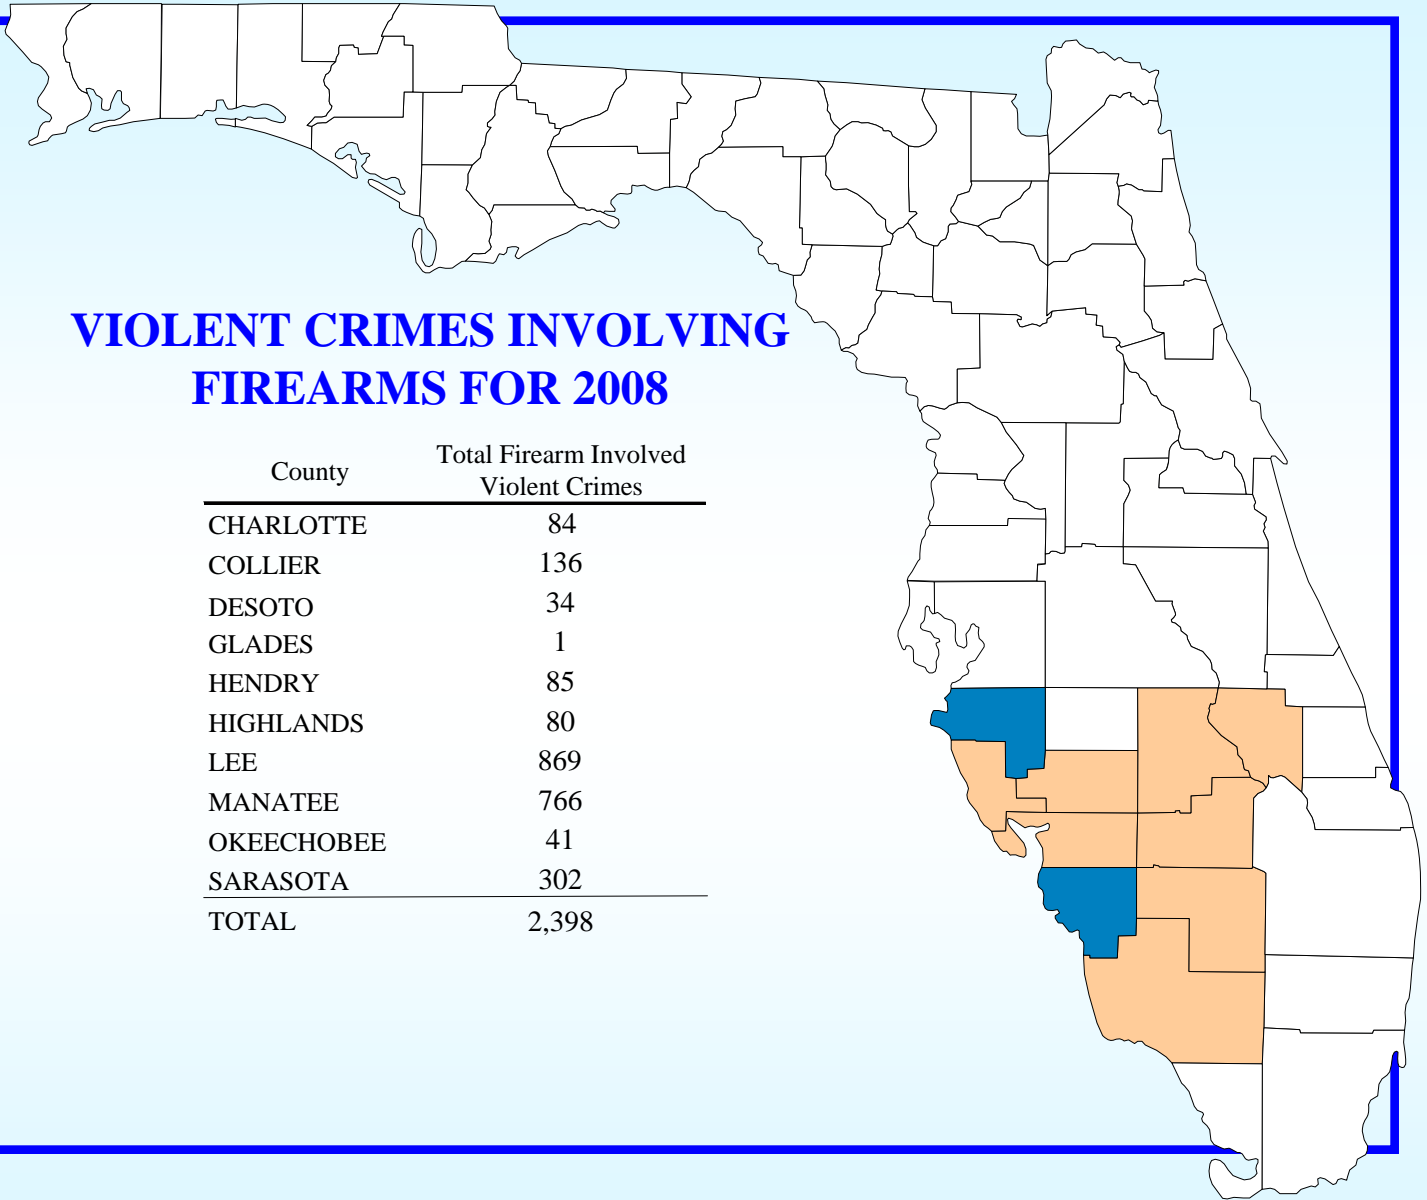 VIOLENT CRIMES INVOLVING
FIREARMS FOR 2008
County Total Firearm Involved
Violent Crimes
CHARLOTTE 84
COLLIER 136
DESOTO 34
GLADES 1
HENDRY 85
HIGHLANDS 80
LEE 869
MANATEE 766
OKEECHOBEE 41
SARASOTA 302
TOTAL 2,398